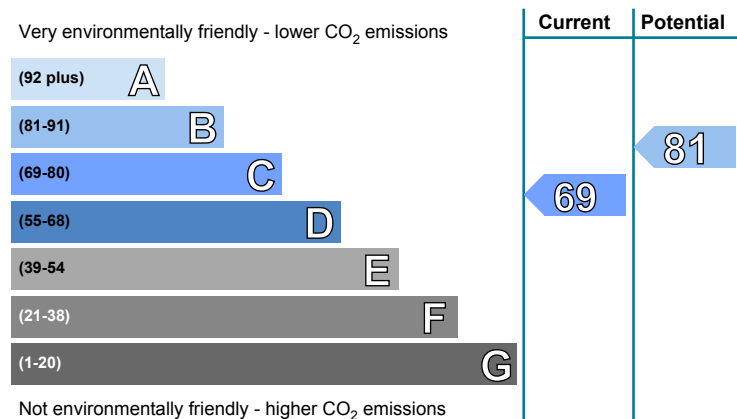 Very environmentally friendly - lower CO₂ emissions
Current
Potential
(92 plus) A
(81-91) B
(69-80) C
(55-68) D
(39-54 E
(21-38) F
(1-20) G
69
81
Not environmentally friendly - higher CO₂ emissions